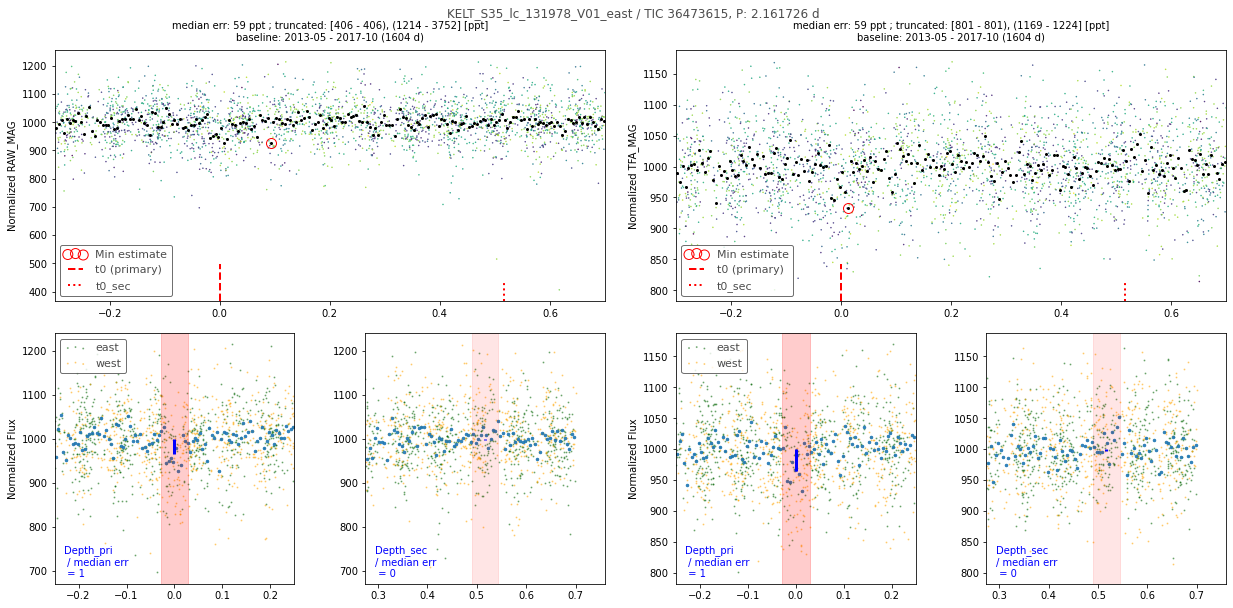 KELT_S35_lc_131978_V01_east / TIC 36473615, P: 2.161726 d
median err: 59 ppt ; truncated: [406 - 406), (1214 - 3752] [ppt]
baseline: 2013-05 - 2017-10 (1604 d)
median err: 59 ppt ; truncated: [801 - 801), (1169 - 1224] [ppt]
baseline: 2013-05 - 2017-10 (1604 d)
Normalized RAW_MAG
1200
1100
1000
900
800
700
600
500
400
Min estimate
t0 (primary)
t0_sec
−0.2
0.0
0.2
0.4
0.6
Normalized TFA_MAG
1150
1100
1050
1000
950
900
850
800
Min estimate
t0 (primary)
t0_sec
−0.2
0.0
0.2
0.4
0.6
Normalized Flux
1200
1100
1000
900
800
700
east
west
Depth_pri
/ median err
= 1
−0.2
−0.1
0.0
0.1
0.2
1200
1100
1000
900
800
700
Depth_sec
/ median err
= 0
0.3
0.4
0.5
0.6
0.7
Normalized Flux
1150
1100
1050
1000
950
900
850
800
east
west
Depth_pri
/ median err
= 1
−0.2
−0.1
0.0
0.1
0.2
1150
1100
1050
1000
950
900
850
800
Depth_sec
/ median err
= 0
0.3
0.4
0.5
0.6
0.7